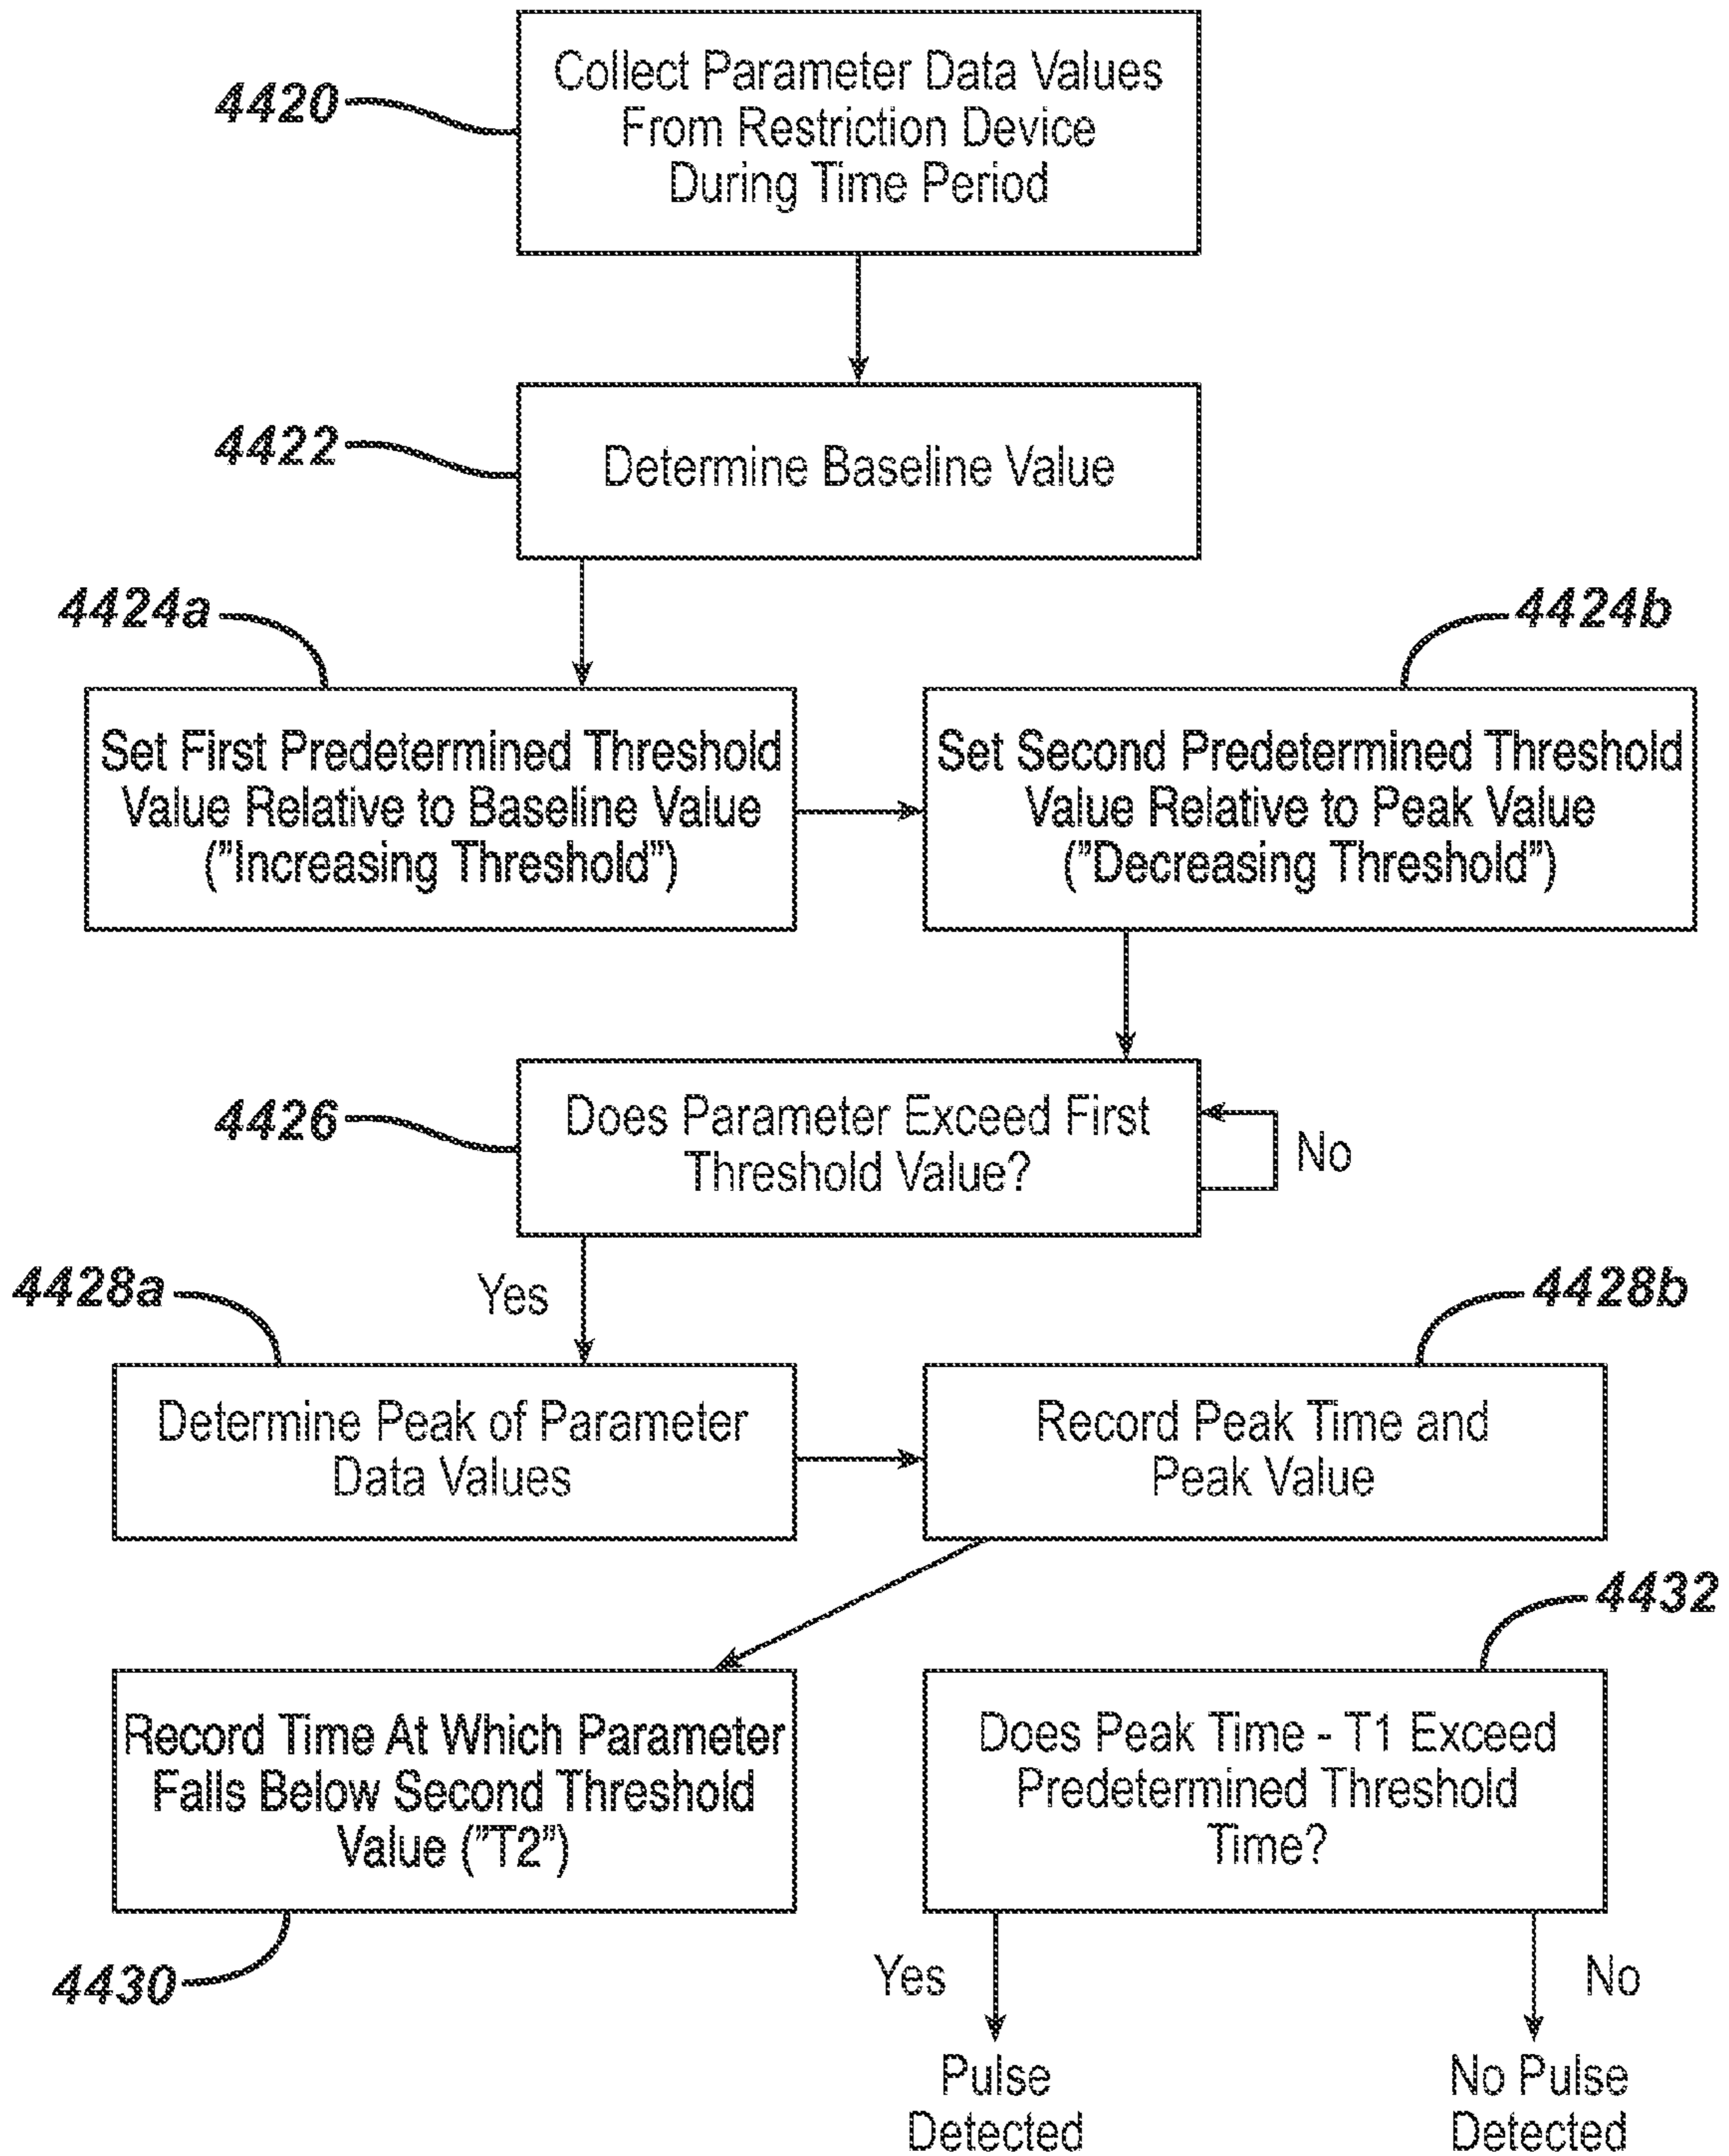 4420
Collect Parameter Data Values
From Restriction Device
During Time Period
4422
Determine Baseline Value
4424a
4424b
Set First Predetermined Threshold
Value Relative to Baseline Value
("Increasing Threshold")
Set Second Predetermined Threshold
Value Relative to Peak Value
("Decreasing Threshold")
4426
Does Parameter Exceed First
Threshold Value?
No
4428a
Yes
4428b
Determine Peak of Parameter
Data Values
Record Peak Time and
Peak Value
4432
Record Time At Which Parameter
Falls Below Second Threshold
Value ("T2")
Does Peak Time - T1 Exceed
Predetermined Threshold
Time?
4430
Yes
No
Pulse
Detected
No Pulse
Detected